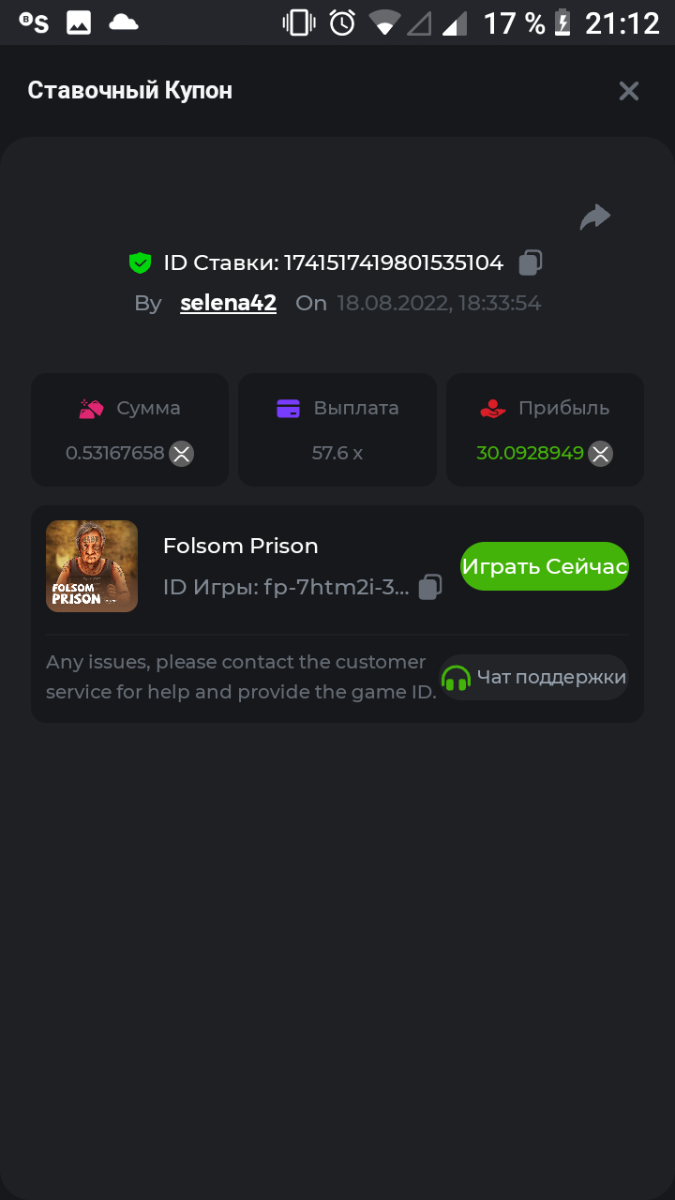 BS 17 % 21:12
Ставочный Купон
ID Ставки: 1741517419801535104
By selena42 On 18.08.2022, 18:33:54
Сумма Выплата Прибыль
0.53167658 57.6 x 30.0928949
Folsom Prison
Играть Сейчас
ID Игры: fp-7htm2i-3...
FOLSOM
PRISON
Any issues, please contact the customer
service for help and provide the game ID.
Чат поддержки